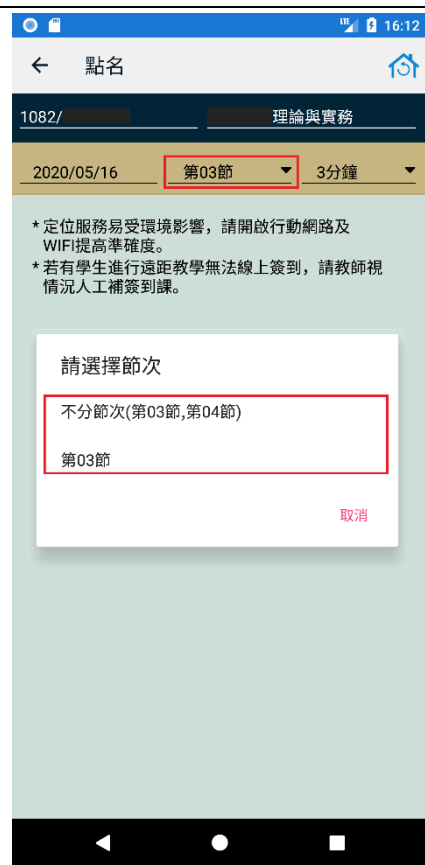 LTE 16:12
點名
1082/ 理論與實務
2020/05/16 第03節 3分鐘
* 定位服務易受環境影響，請開啟行動網路及
WIFI提高準確度。
* 若有學生進行遠距教學無法線上簽到，請教師視
情況人工補簽到課。
請選擇節次
不分節次(第03節,第04節)
第03節
取消